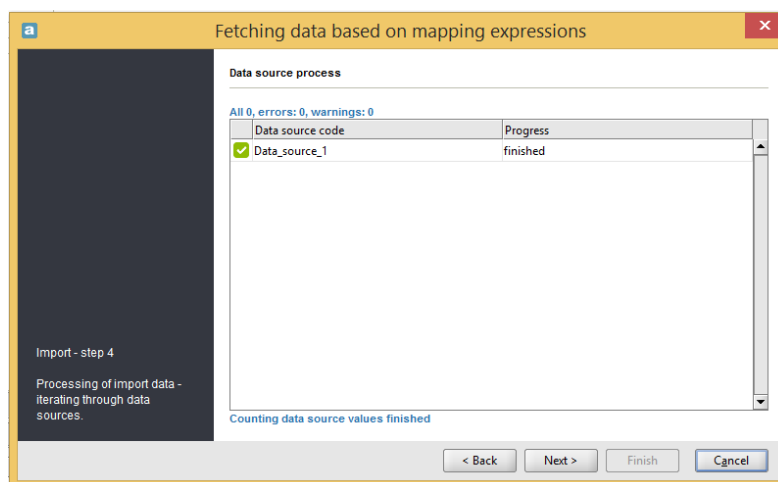 a
Fetching data based on mapping expressions
Data source process
All 0, errors: 0, warnings: 0
Data source code Progress
Data_source_1 finished
Import - step 4
Processing of import data -
iterating through data
sources.
Counting data source values finished
< Back Next > Finish Cancel